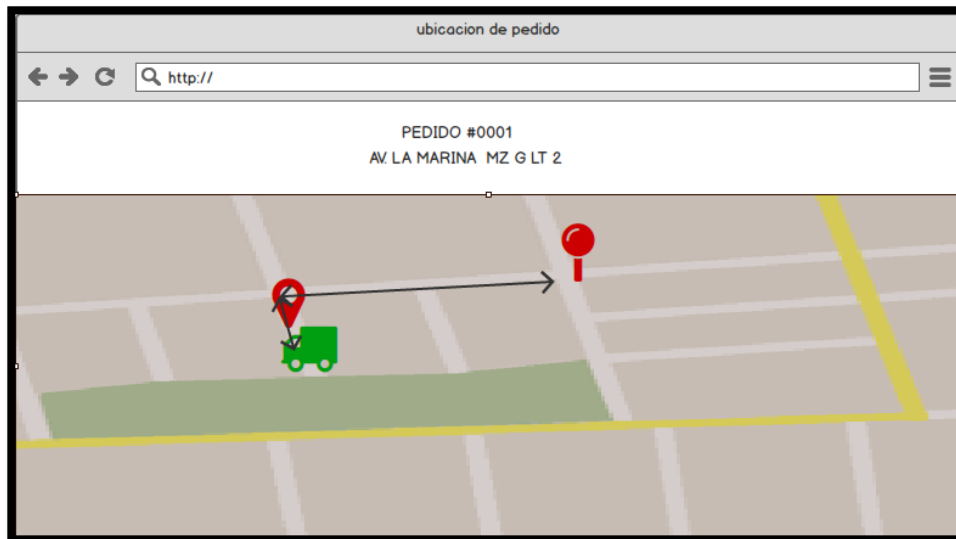 ubicacion de pedido
http://
PEDIDO #0001
AV. LA MARINA MZ G LT 2